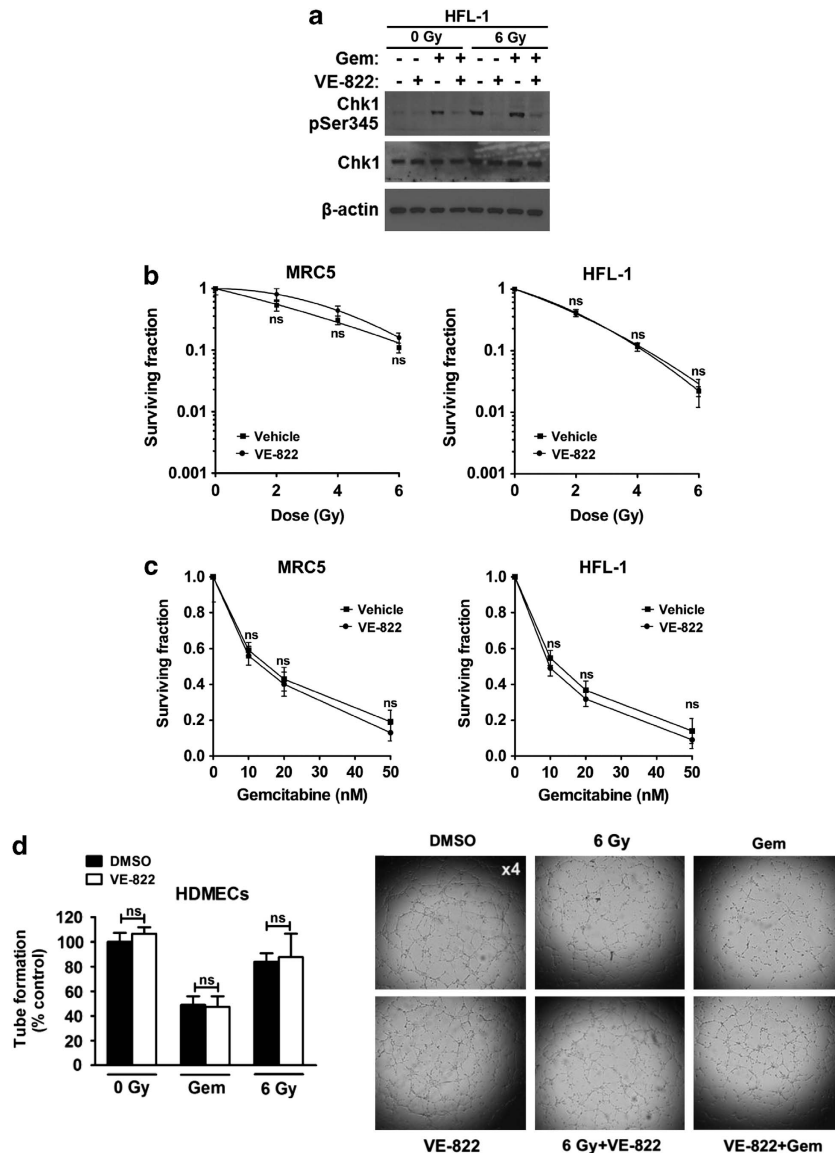 a
HFL-1
0 Gy 6 Gy
Gem: - - + + - - + +
VE-822: - + - + - + - +
Chk1
pSer345
Chk1
β-actin
b
MRC5
Surviving fraction
1
0.1
0.01
0.001
ns
ns
ns
Vehicle
VE-822
0 2 4 6
Dose (Gy)
HFL-1
Surviving fraction
1
0.1
0.01
0.001
ns
ns
ns
Vehicle
VE-822
0 2 4 6
Dose (Gy)
c
MRC5
Surviving fraction
1.0
0.8
0.6
0.4
0.2
0.0
Vehicle
VE-822
ns
ns
ns
0 10 20 30 40 50
Gemcitabine (nM)
HFL-1
Surviving fraction
1.0
0.8
0.6
0.4
0.2
0.0
Vehicle
VE-822
ns
ns
ns
0 10 20 30 40 50
Gemcitabine (nM)
d
DMSO
VE-822
HDMECs
Tube formation
(% control)
120
100
80
60
40
20
0
ns
ns
ns
0 Gy Gem 6 Gy
DMSO 6 Gy Gem
x4
VE-822 6 Gy+VE-822 VE-822+Gem